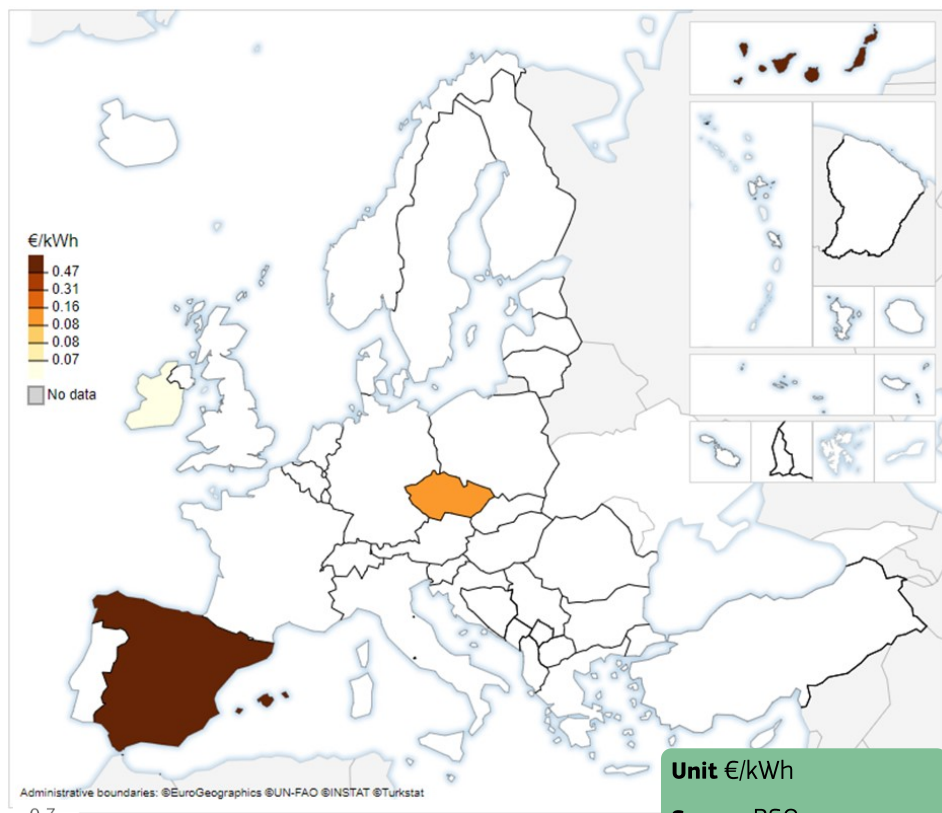 €/kWh
0.47
0.31
0.16
0.08
0.08
0.07
No data
Administrative boundaries: ©EuroGeographics ©UN-FAO ©INSTAT ©Turkstat
Unit €/kWh